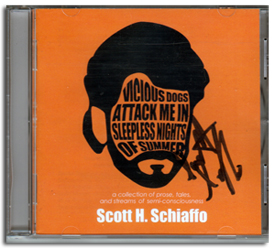 VICIOUS DOGS
ATTACK ME IN
SLEEPLESS NIGHTS
OF SUMMER
a collection of prose, tales,
and streams of semi-consciousness
Scott H. Schiaffo